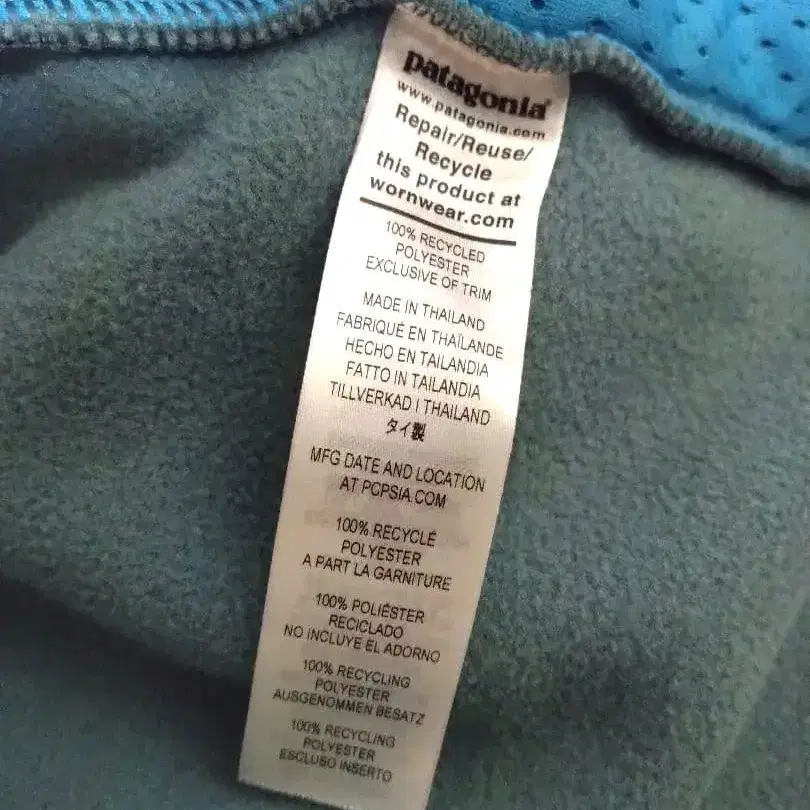 patagonia®
www.patagonia.com
Repair/Reuse/
Recycle
this product at
wornwear.com
100% RECYCLED
POLYESTER
EXCLUSIVE OF TRIM
MADE IN THAILAND
FABRIQUÉ EN THAÏLANDE
HECHO EN TAILANDIA
FATTO IN TAILANDIA
TILLVERKAD I THAILAND
タイ製
MFG DATE AND LOCATION
AT PCPSIA.COM
100% RECYCLÉ
POLYESTER
A PART LA GARNITURE
100% POLIÉSTER
RECICLADO
NO INCLUYE EL ADORNO
100% RECYCLING
POLYESTER
AUSGENOMMEN BESATZ
100% RECYCLING
POLYESTER
ESCLUSO INSERTO